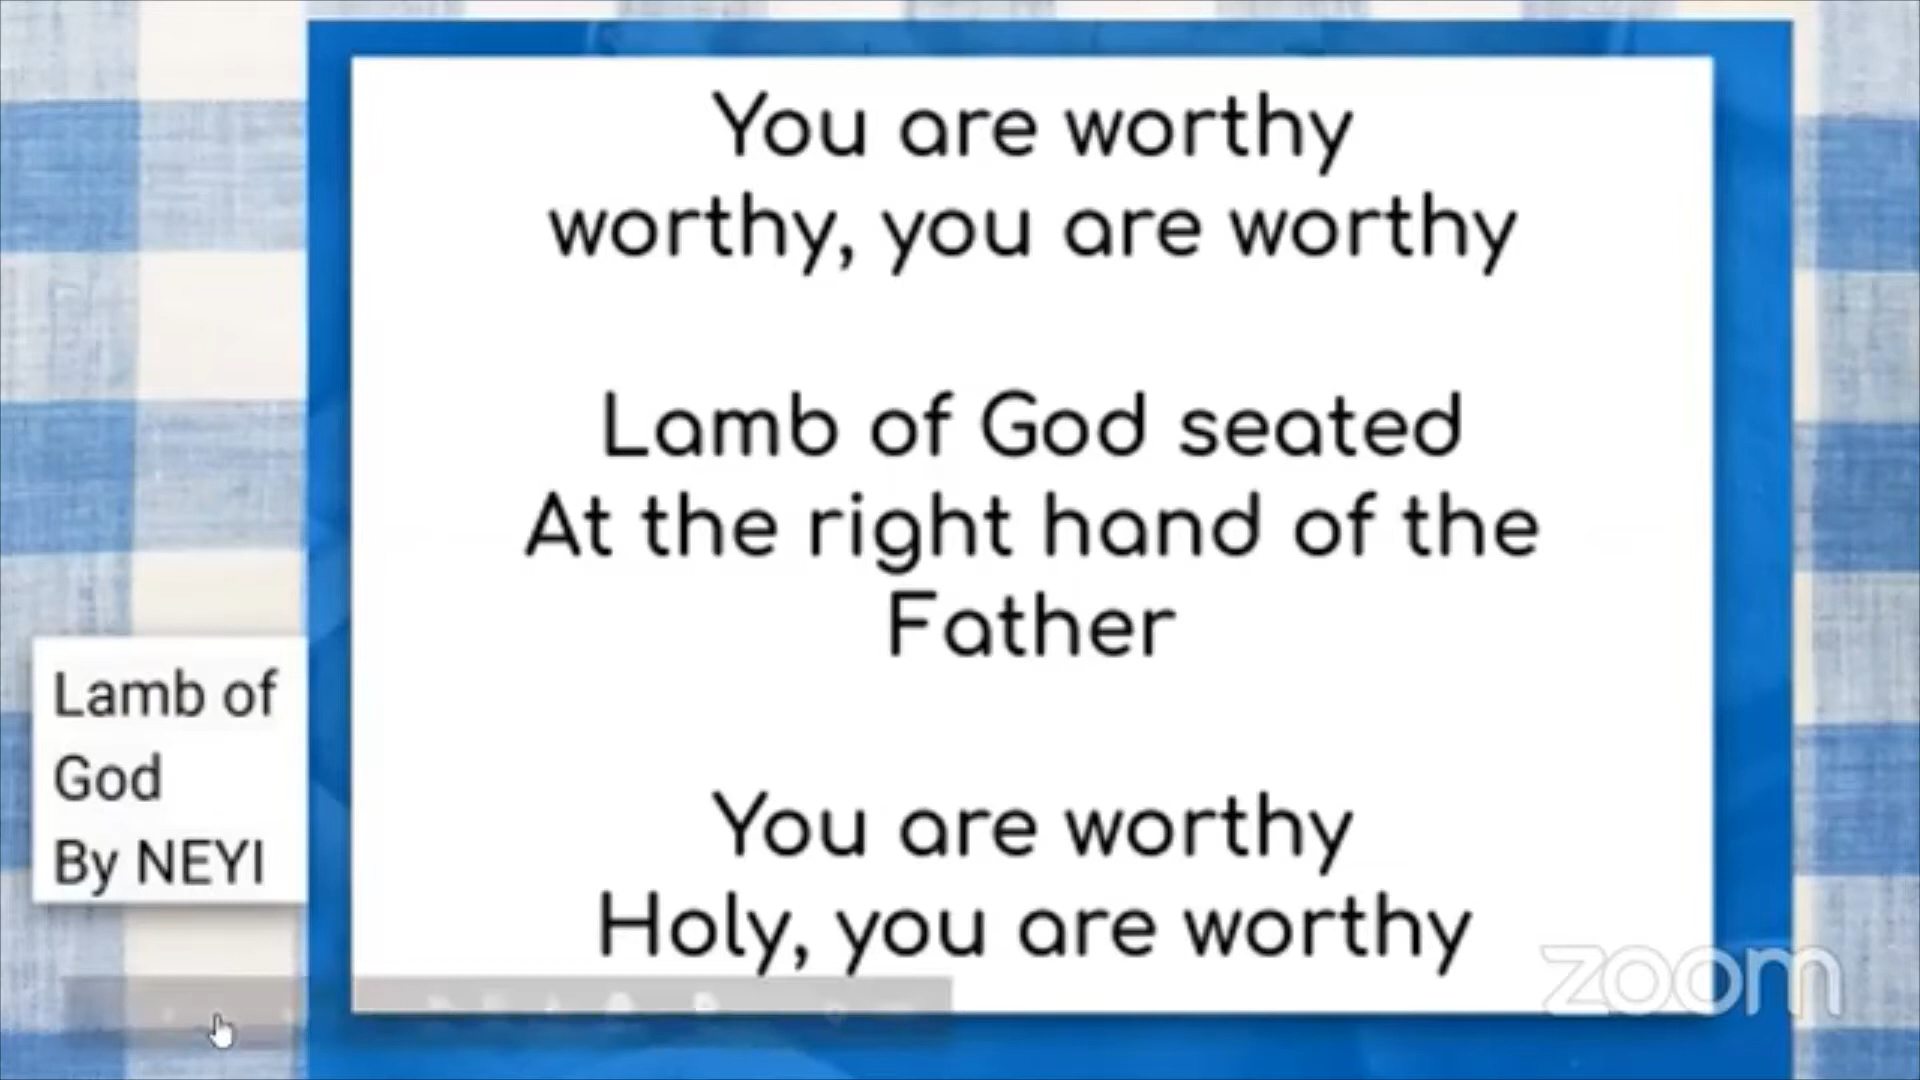 You are worthy
worthy, you are worthy
Lamb of God seated
At the right hand of the
Father
You are worthy
Holy, you are worthy
Lamb of
God
By NEYI
zoom